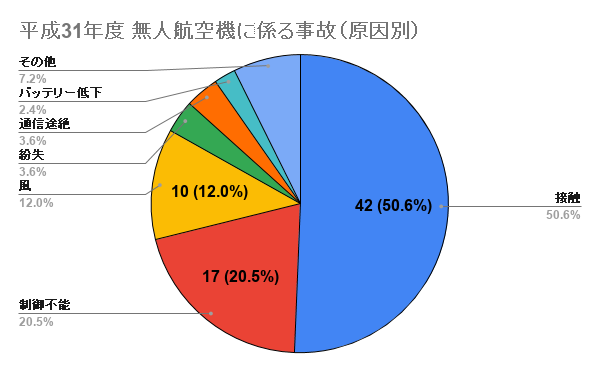 平成31年度 無人航空機に係る事故（原因別）
その他
7.2%
バッテリー低下
2.4%
通信途絶
3.6%
紛失
3.6%
風
12.0%
10 (12.0%)
42 (50.6%)
接触
50.6%
17 (20.5%)
制御不能
20.5%